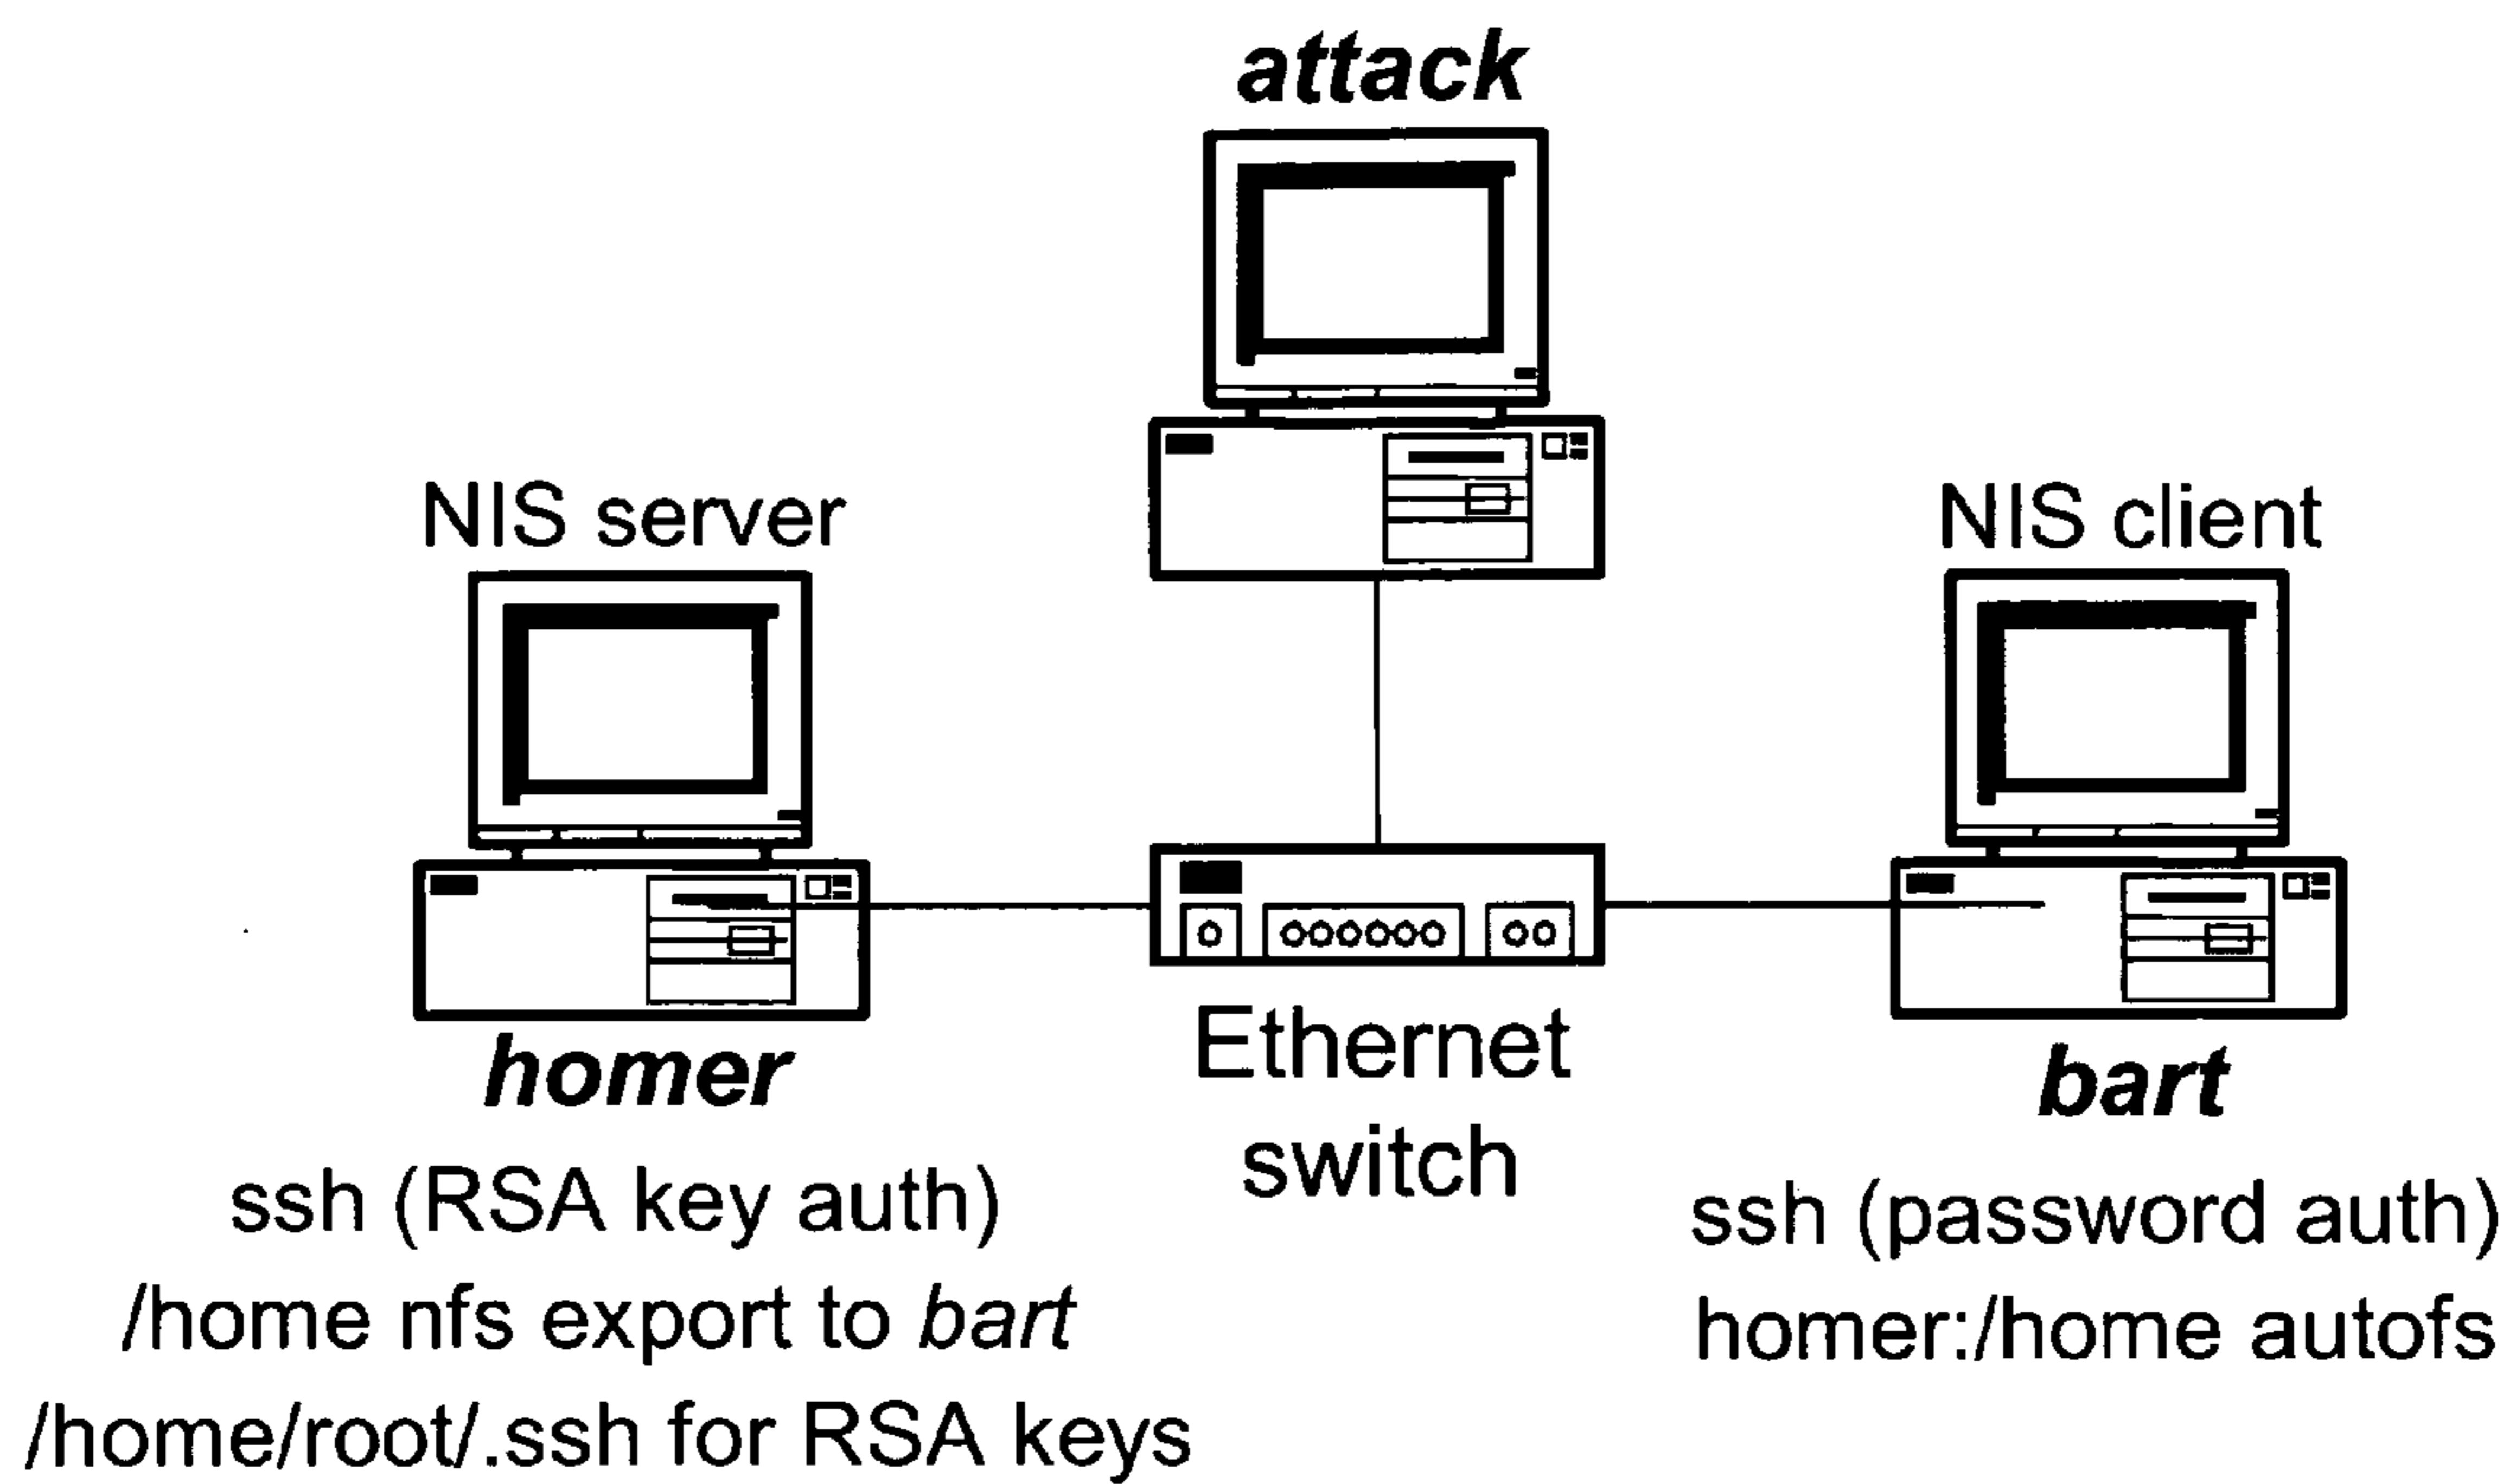 attack
NIS server
NIS client
homer
Ethernet
switch
bart
ssh (RSA key auth)
/home nfs export to bart
/home/root/.ssh for RSA keys
ssh (password auth)
homer:/home autofs